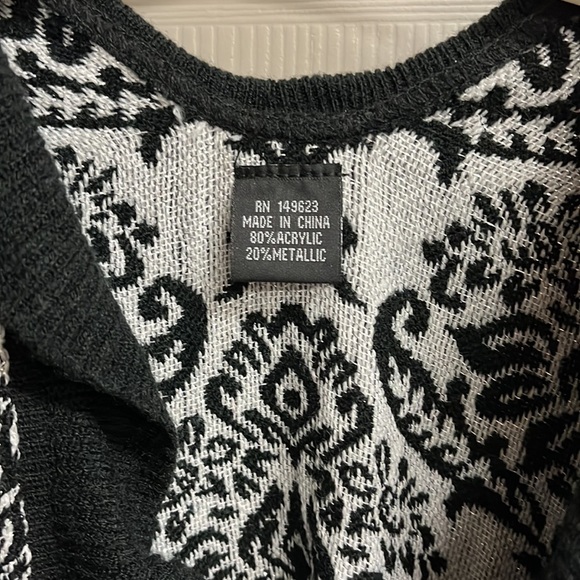 RN 149623
MADE IN CHINA
80%ACRYLIC
20%METALLIC